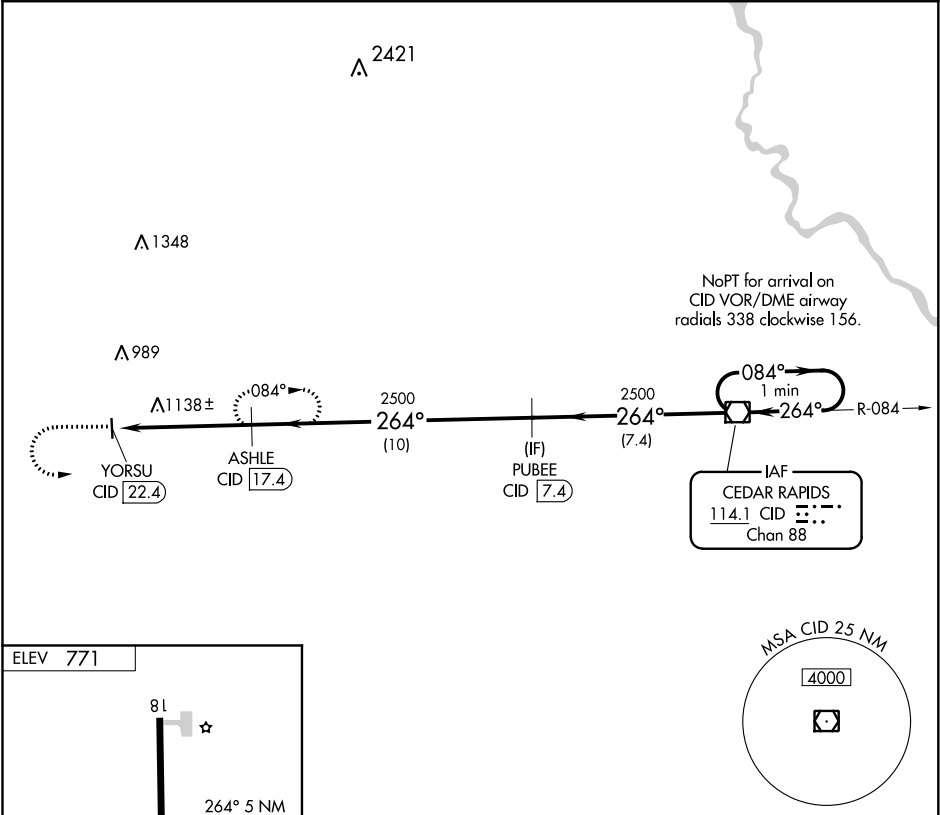 2421
1348
NoPT for arrival on
CID VOR/DME airway
radials 338 clockwise 156.
989
1138±
084°
2500
264°
(10)
2500
264°
(7.4)
084°
1 min
264°
R-084
YORSU
CID 22.4
ASHLE
CID 17.4
(IF)
PUBEE
CID 7.4
IAF
CEDAR RAPIDS
114.1 CID
Chan 88
MSA CID 25 NM
4000
ELEV 771
18
264° 5 NM